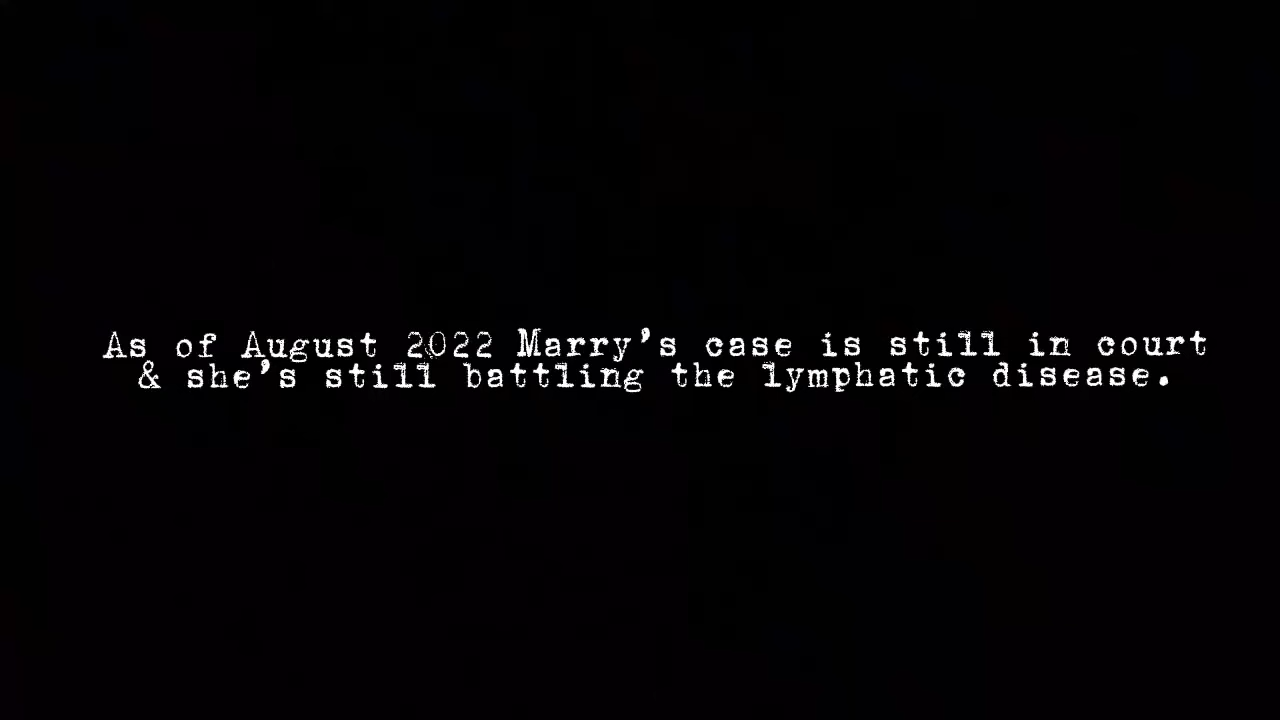 As of August 2022 Marry's case is still in court
& she's still battling the lymphatic disease.